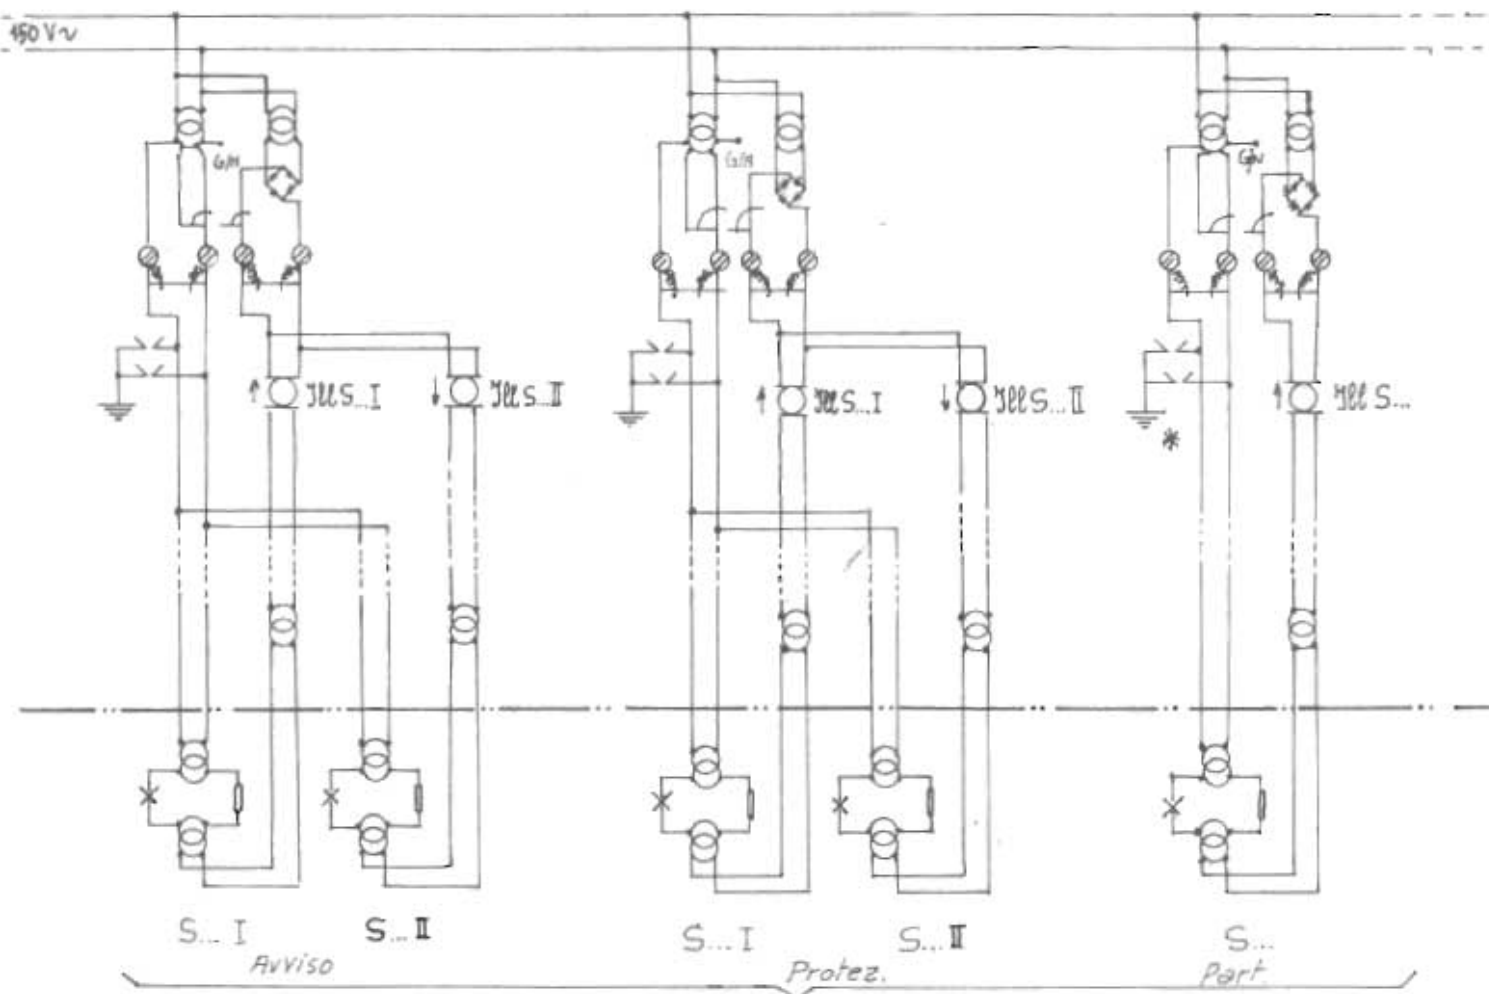 150 V~
G/N
G/N
G/N
Ill S...I
Ill S...II
Ill S...I
Ill S...II
Ill S...
*
S... I
S... II
S... I
S... II
S...
Avviso
Protez.
Part.